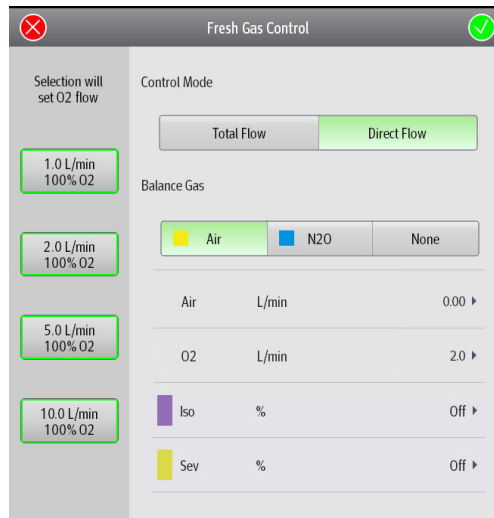 Fresh Gas Control
Selection will
set O2 flow
1.0 L/min
100% O2
2.0 L/min
100% O2
5.0 L/min
100% O2
10.0 L/min
100% O2
Control Mode
Total Flow Direct Flow
Balance Gas
Air N2O None
Air L/min 0.00
O2 L/min 2.0
Iso % Off
Sev % Off